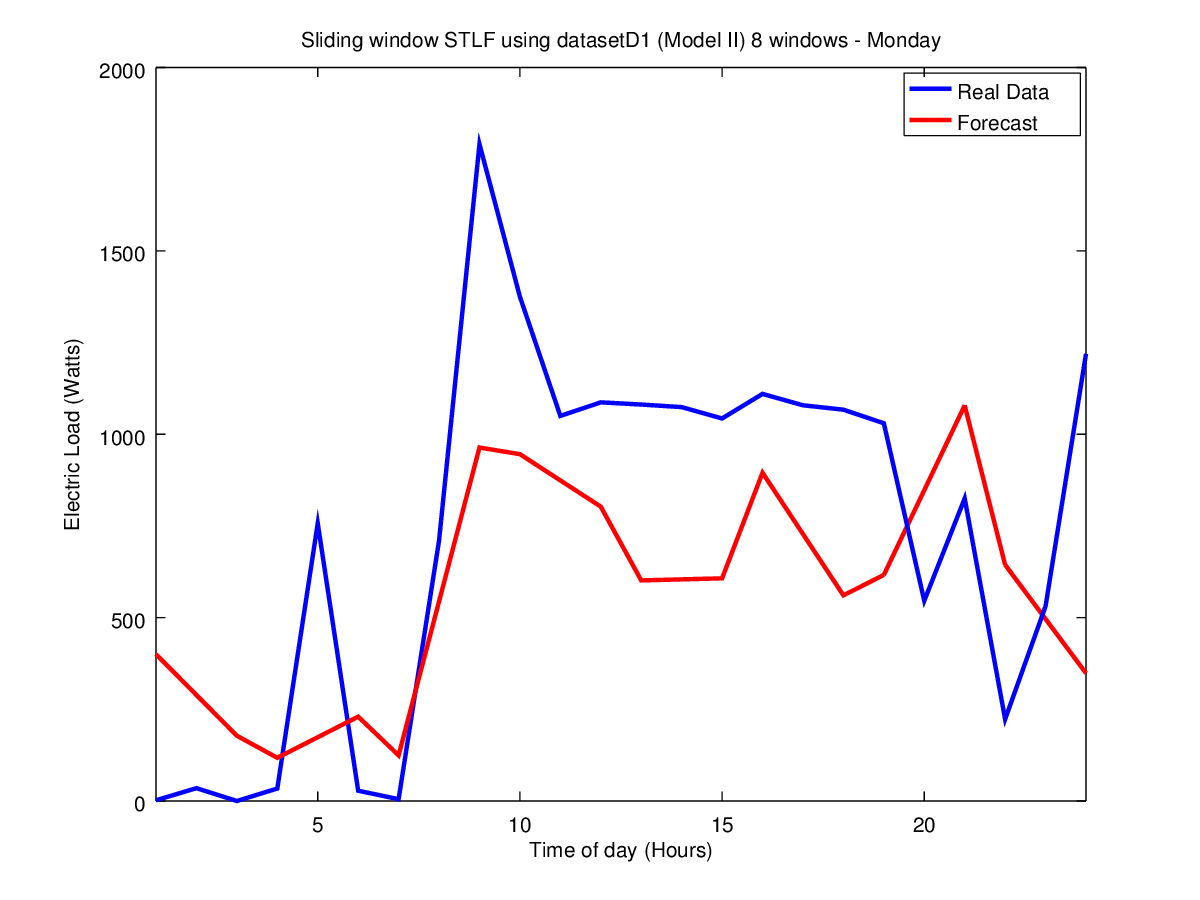 Sliding window STLF using datasetD1 (Model II) 8 windows - Monday
Real Data
Forecast
2000
1500
1000
500
0
Electric Load (Watts)
5
10
15
20
Time of day (Hours)